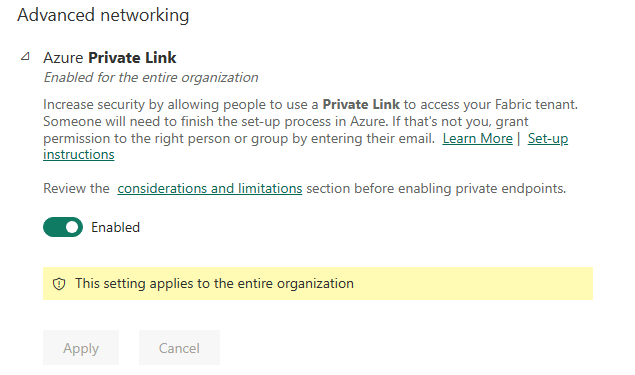 Advanced networking
Azure Private Link
Enabled for the entire organization
Increase security by allowing people to use a Private Link to access your Fabric tenant.
Someone will need to finish the set-up process in Azure. If that's not you, grant
permission to the right person or group by entering their email. Learn More | Set-up
instructions
Review the considerations and limitations section before enabling private endpoints.
Enabled
This setting applies to the entire organization
Apply Cancel